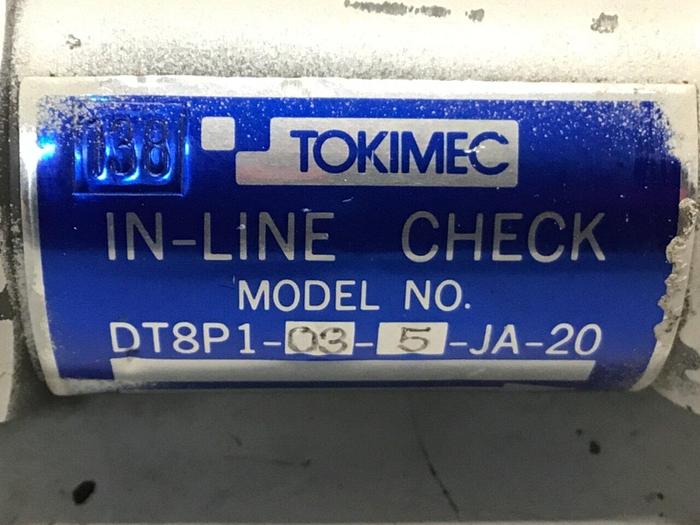 138 TOKIMEC
IN-LINE CHECK
MODEL NO.
DT8P1-03-5-JA-20